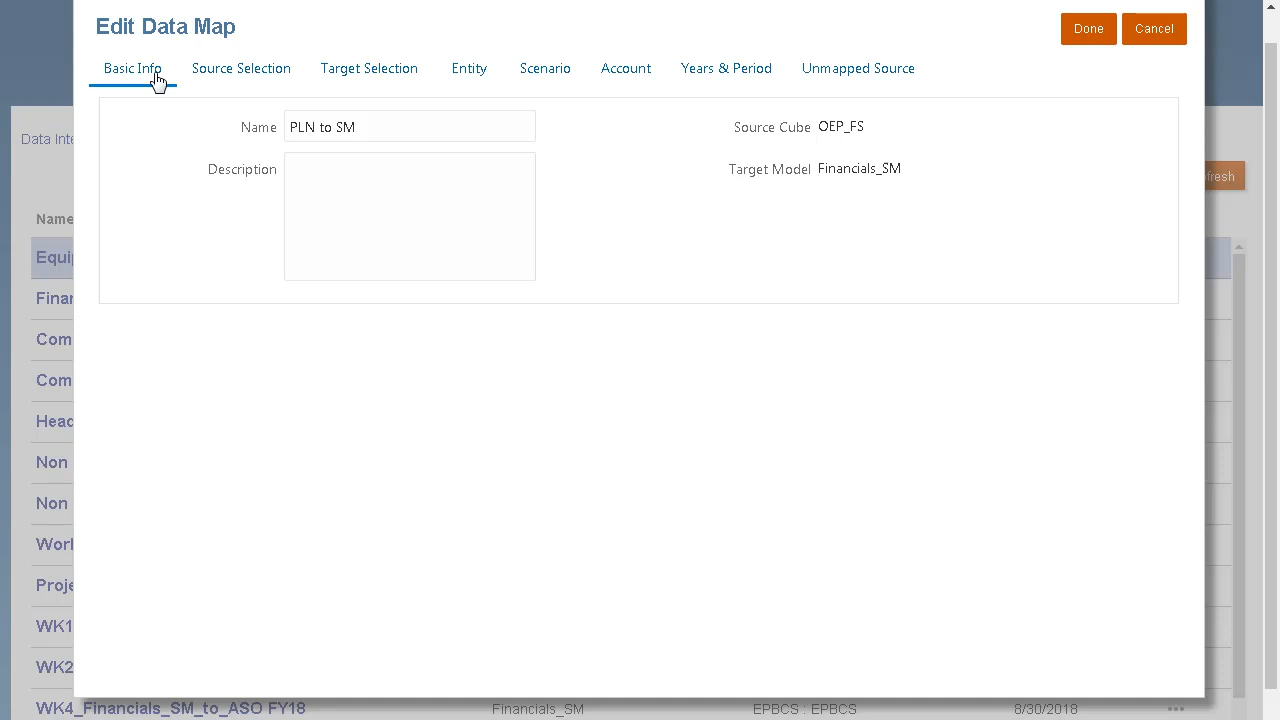 Edit Data Map
Done
Cancel
Basic Info
Source Selection
Target Selection
Entity
Scenario
Account
Years & Period
Unmapped Source
Name
PLN to SM
Source Cube
OEP_FS
Description
Target Model
Financials_SM
Data Inte
fresh
Name
Equip
Finar
Com
Com
Head
Non
Non
Work
Proje
WK1
WK2
WK4_Financials_SM_to_ASO FY18
Financials_SM
EPBCS : EPBCS
8/30/2018